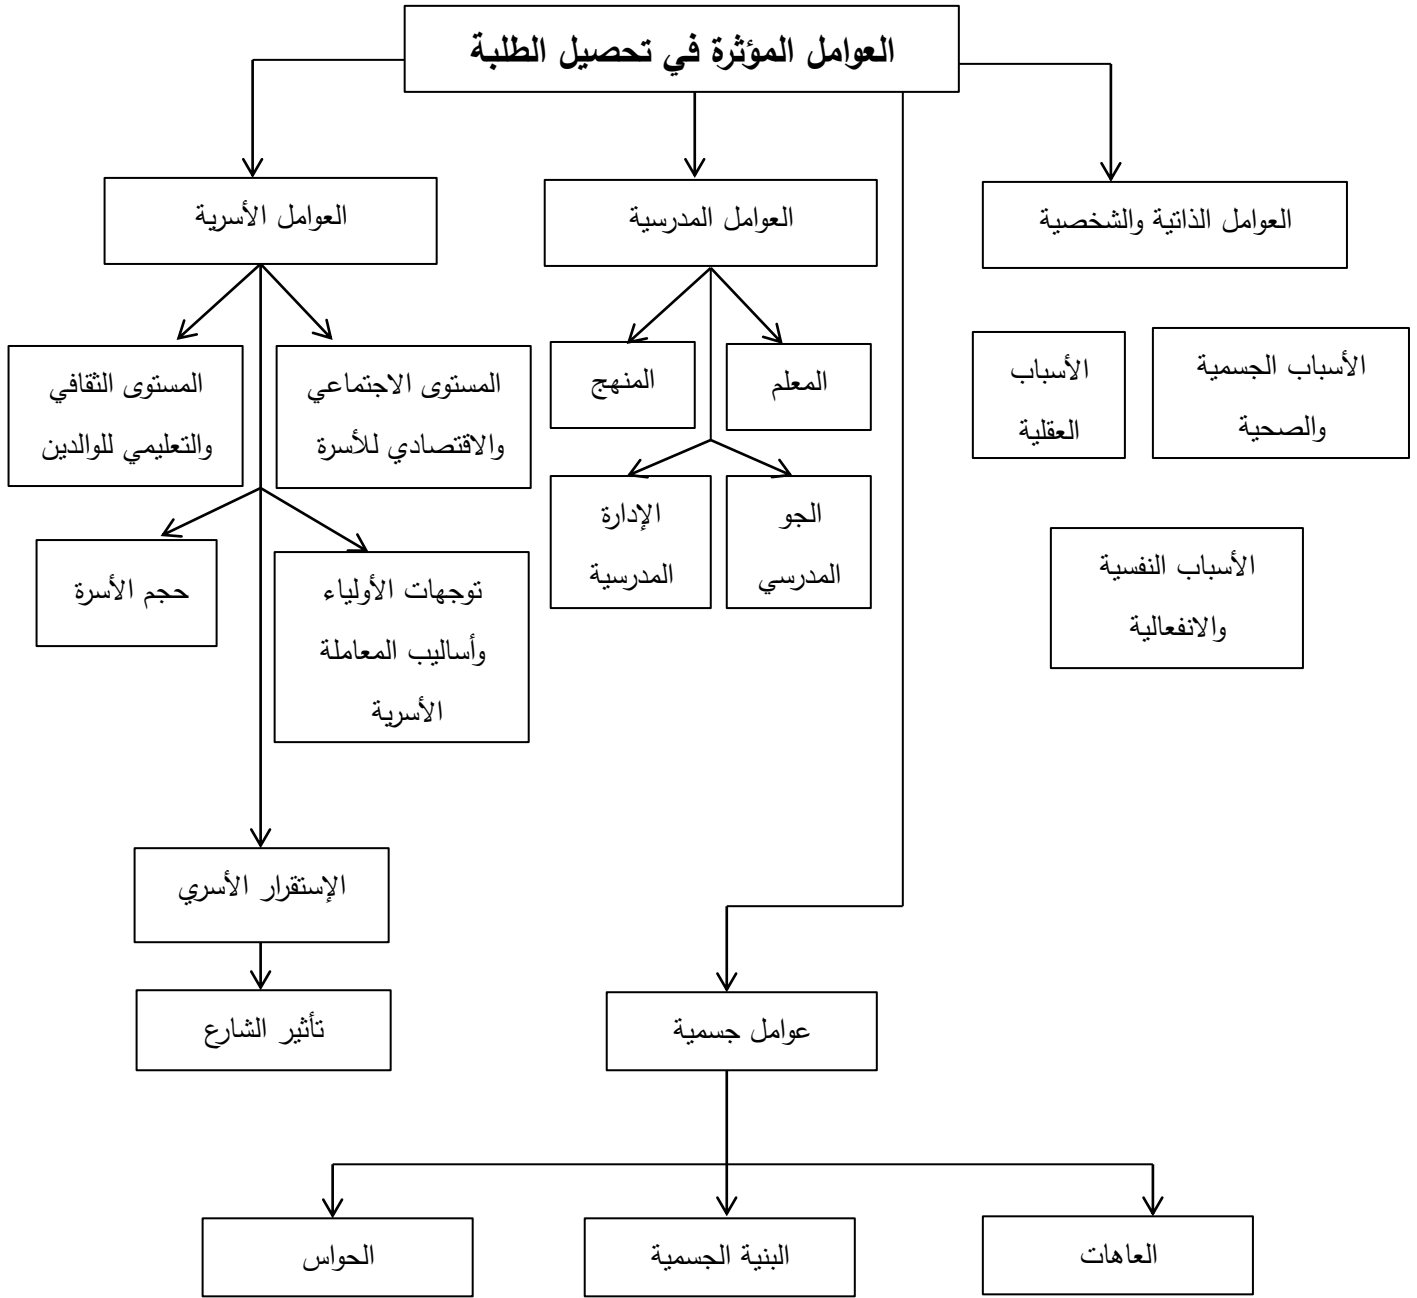 العوامل المؤثرة في تحصيل الطلبة
العوامل الذاتية والشخصية
العوامل المدرسية
العوامل الأسرية
الأسباب الجسمية
والصحية
الأسباب
العقلية
الأسباب النفسية
والانفعالية
المعلم
المنهج
الجو
المدرسي
الإدارة
المدرسية
المستوى الاجتماعي
والاقتصادي للأسرة
المستوى الثقافي
والتعليمي للوالدين
توجهات الأولياء
وأساليب المعاملة
الأسرية
حجم الأسرة
الإستقرار الأسري
تأثير الشارع
عوامل جسمية
العاهات
البنية الجسمية
الحواس